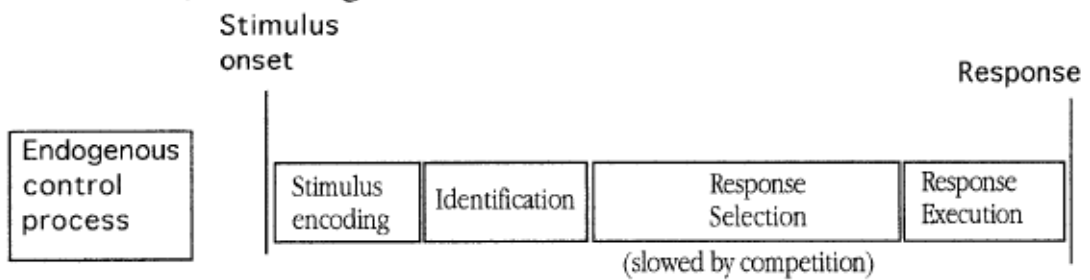 Stimulus
onset
Response
Endogenous
control
process
Stimulus
encoding
Identification
Response
Selection
Response
Execution
(slowed by competition)